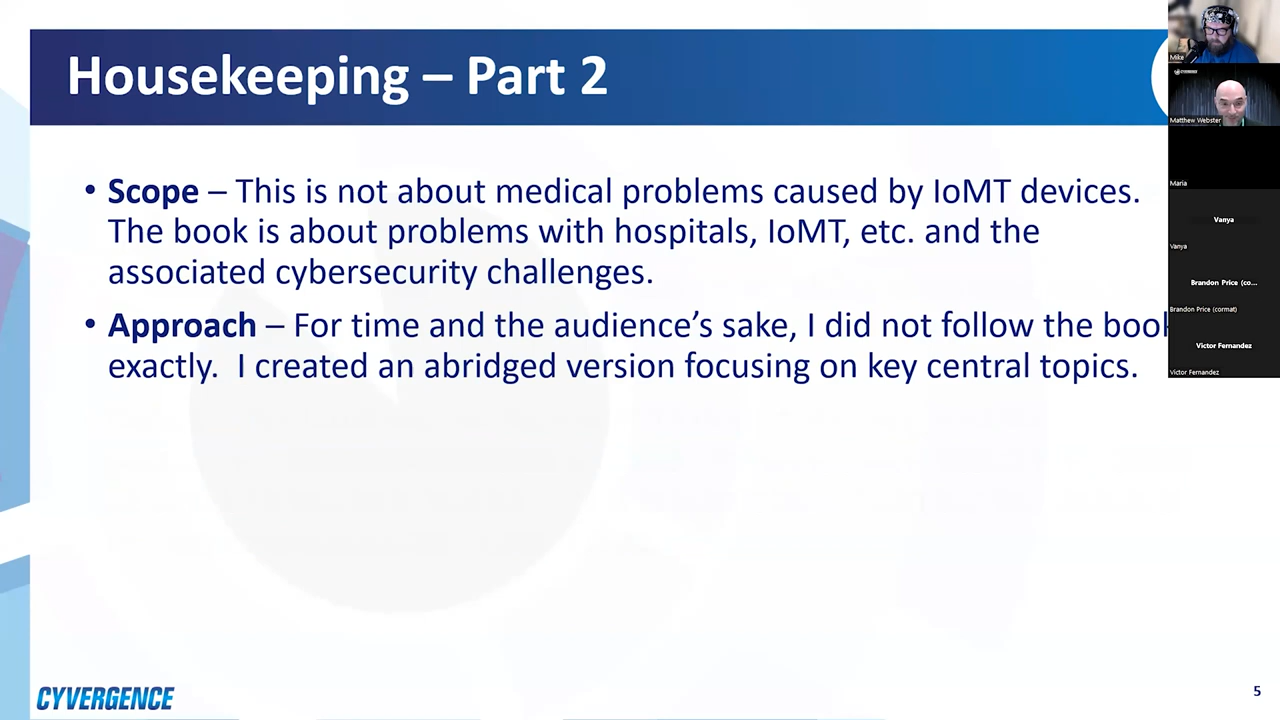 Housekeeping – Part 2
• Scope – This is not about medical problems caused by IoMT devices.
The book is about problems with hospitals, IoMT, etc. and the
associated cybersecurity challenges.
• Approach – For time and the audience’s sake, I did not follow the book
exactly.  I created an abridged version focusing on key central topics.
CYVERGENCE
5
Mike
CYVERGENCE
Matthew Webster
Maria
Vanya
Vanya
Brandon Price (co...
Brandon Price (cormat)
Victor Fernandez
Victor Fernandez